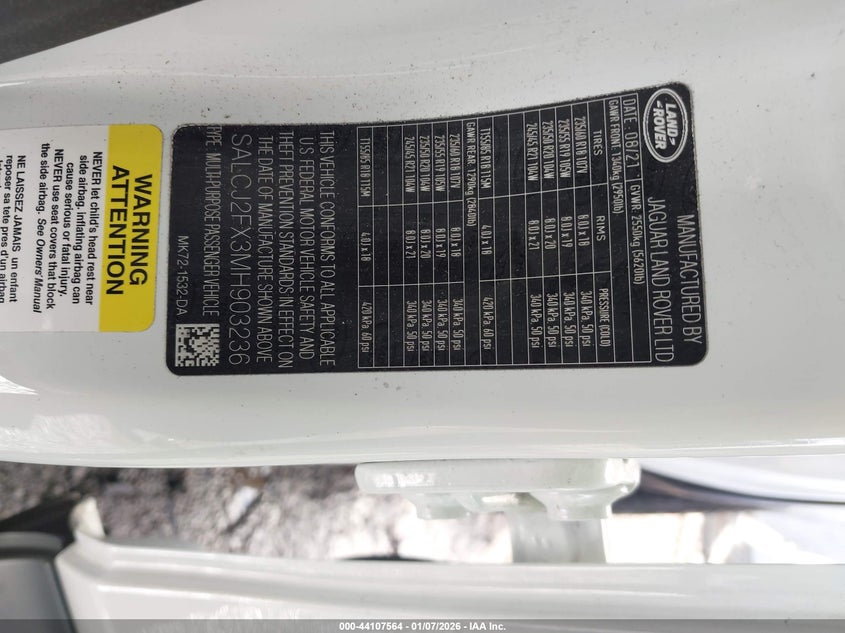 LAND
ROVER
MANUFACTURED BY
JAGUAR LAND ROVER LTD
DATE: 08/21 GVWR 2550kg (5620lb)
GAWR FRONT 1340kg (2950lb)
TIRES RIMS PRESSURE (COLD)
235/60 R18 107V 8.0J x 18 340 kPa 50 psi
235/55 R19 105W 8.0J x 19 340 kPa 50 psi
235/50 R20 104W 8.0J x 20 340 kPa 50 psi
245/45 R21 104W 8.0J x 21 340 kPa 50 psi
T155/85 R18 115M 4.0J x 18 420 kPa 60 psi
GAWR REAR 1290kg (2840lb)
235/60 R18 107V 8.0J x 18 340 kPa 50 psi
235/55 R19 105W 8.0J x 19 340 kPa 50 psi
235/50 R20 104W 8.0J x 20 340 kPa 50 psi
245/45 R21 104W 8.0J x 21 340 kPa 50 psi
T155/85 R18 115M 4.0J x 18 420 kPa 60 psi
THIS VEHICLE CONFORMS TO ALL APPLICABLE
U.S. FEDERAL MOTOR VEHICLE SAFETY AND
THEFT PREVENTION STANDARDS IN EFFECT ON
THE DATE OF MANUFACTURE SHOWN ABOVE
SALCJ2FX3MH903236
TYPE: MULTI-PURPOSE PASSENGER VEHICLE
MK72-1532-DA
WARNING
ATTENTION
NEVER let child's head rest near
side airbag, inflating airbag can
cause serious or fatal injury.
NEVER use seat covers that block
the side airbag. See Owners' Manual
NE LAISSEZ JAMAIS un enfant
reposer sa tete pres d'un airbag
000-44107564 - 01/07/2026 - IAA Inc.